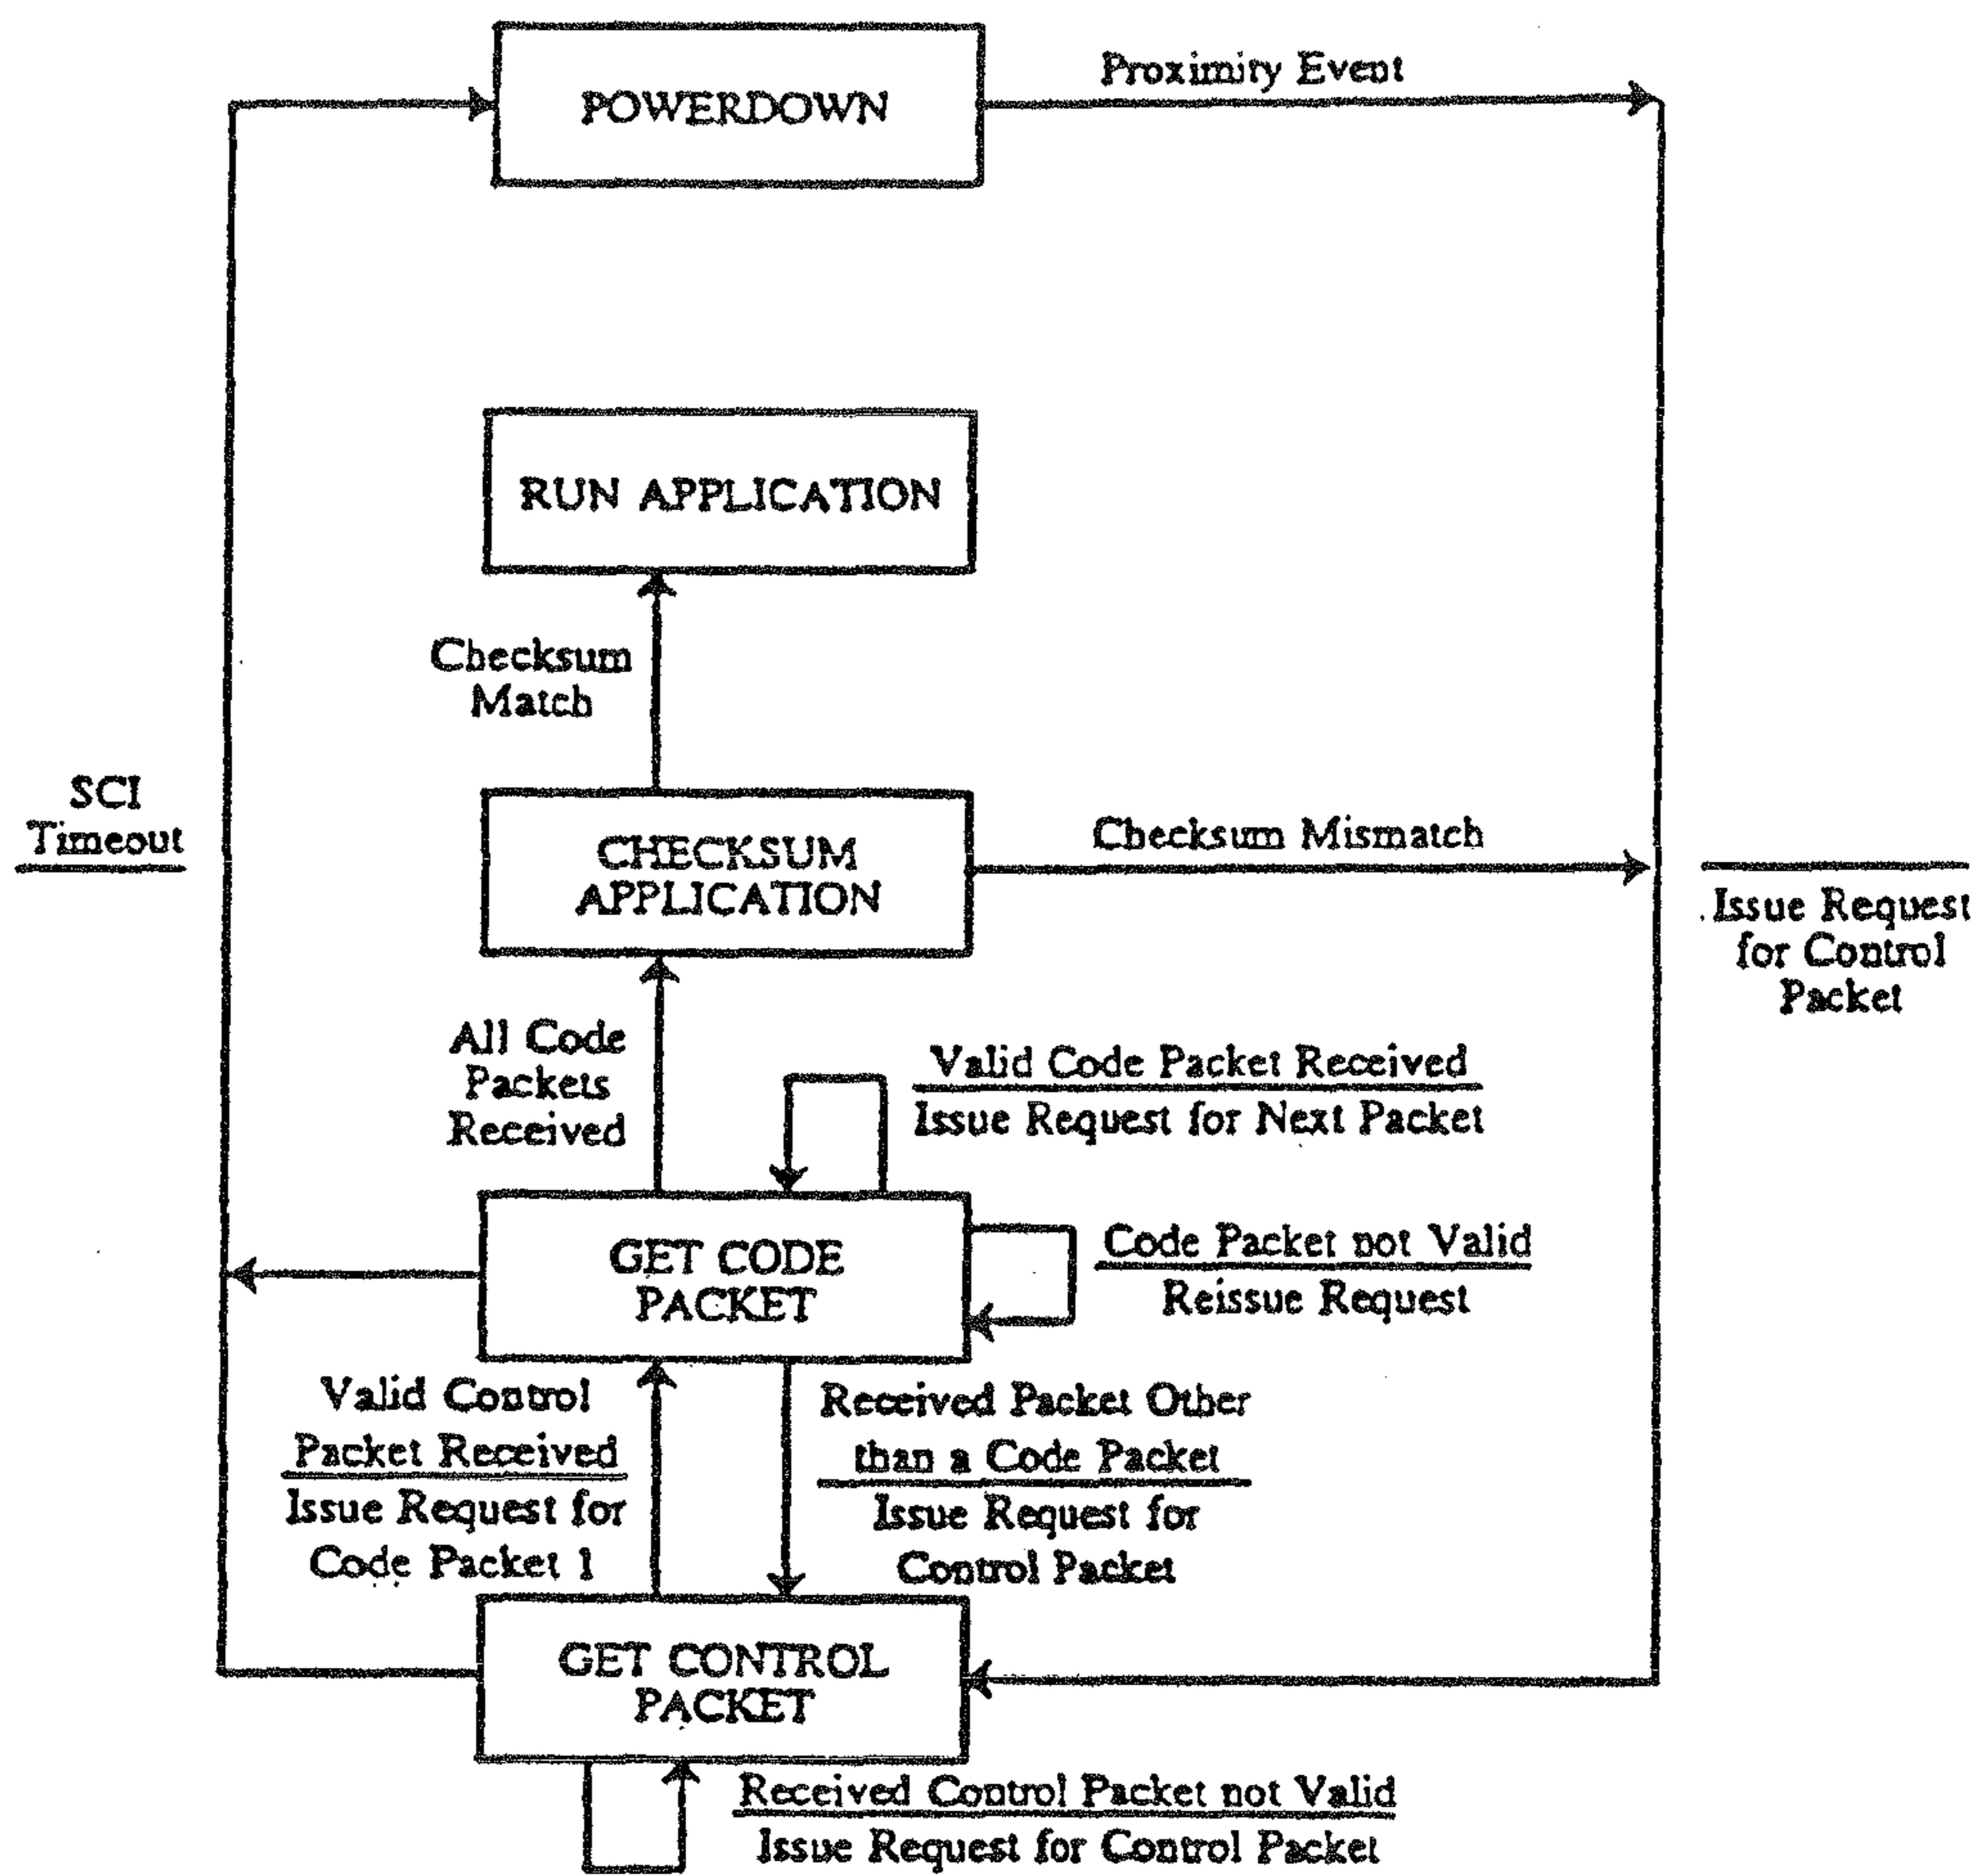 Proximity Event
POWERDOWN
RUN APPLICATION
Checksum
Match
SCI
Timeout
CHECKSUM
APPLICATION
Checksum Mismatch
Issue Request
for Control
Packet
All Code
Packets
Received
Valid Code Packet Received
Issue Request for Next Packet
GET CODE
PACKET
Code Packet not Valid
Reissue Request
Valid Control
Packet Received
Issue Request for
Code Packet 1
Received Packet Other
than a Code Packet
Issue Request for
Control Packet
GET CONTROL
PACKET
Received Control Packet not Valid
Issue Request for Control Packet